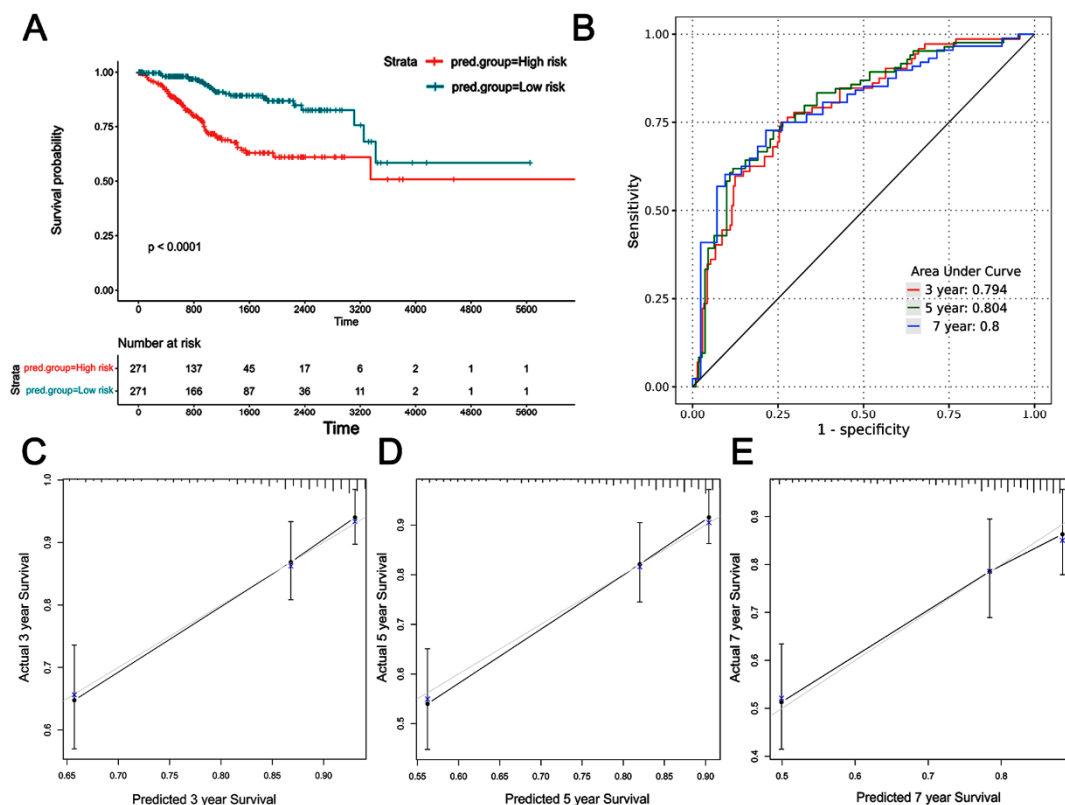 A
Strata pred.group=High risk
pred.group=Low risk
Survival probability
1.00
0.75
0.50
0.25
0.00
p < 0.0001
0 800 1600 2400 3200 4000 4800 5600
Time
Number at risk
Strata
pred.group=High risk 271 137 45 17 6 2 1 1
pred.group=Low risk 271 166 87 36 11 2 1 1
0 800 1600 2400 3200 4000 4800 5600
Time
B
Sensitivity
1.00
0.75
0.50
0.25
0.00
Area Under Curve
3 year: 0.794
5 year: 0.804
7 year: 0.8
0.00 0.25 0.50 0.75 1.00
1 - specificity
C
Actual 3 year Survival
1.0
0.9
0.8
0.7
0.6
0.65 0.70 0.75 0.80 0.85 0.90
Predicted 3 year Survival
D
Actual 5 year Survival
0.9
0.8
0.7
0.6
0.5
0.55 0.60 0.65 0.70 0.75 0.80 0.85 0.90
Predicted 5 year Survival
E
Actual 7 year Survival
0.9
0.8
0.7
0.6
0.5
0.4
0.5 0.6 0.7 0.8
Predicted 7 year Survival